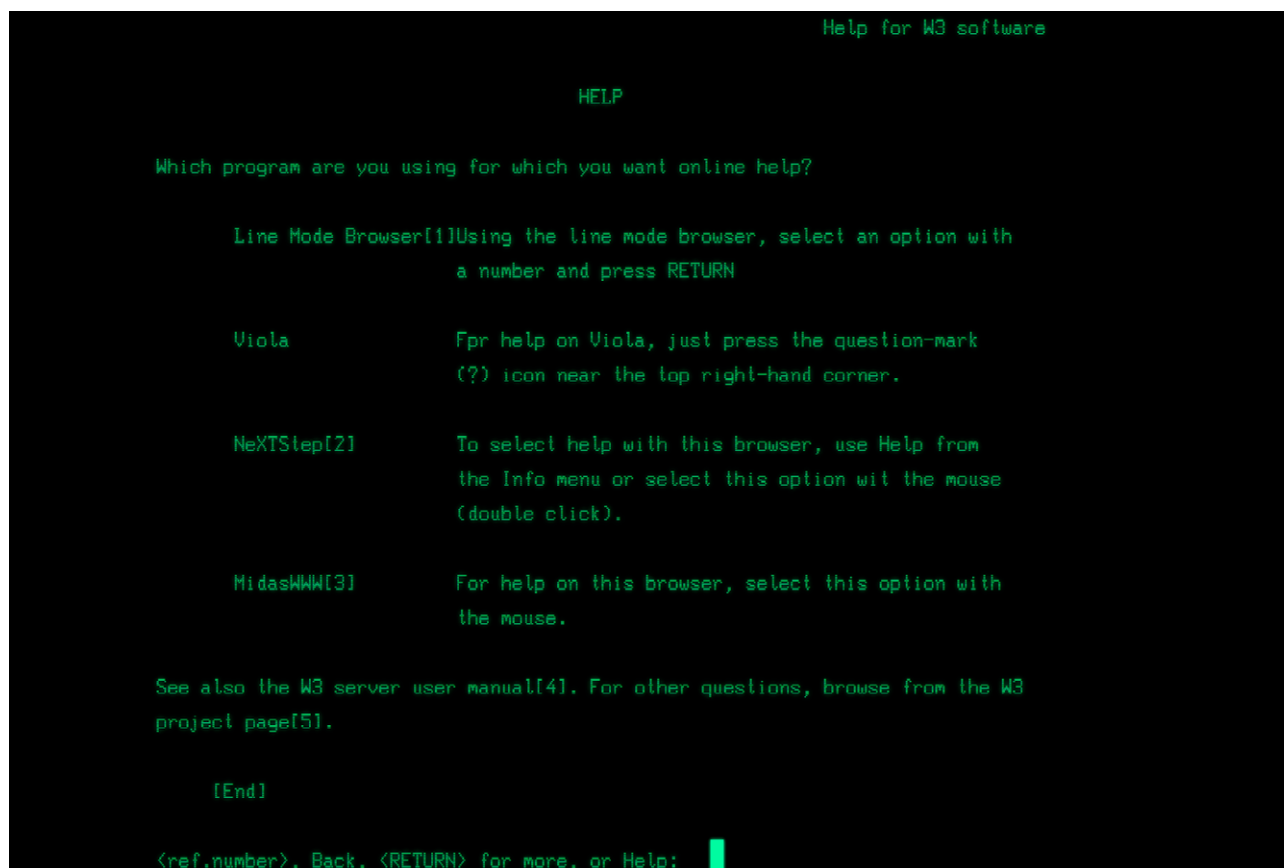 Help for W3 software
HELP
Which program are you using for which you want online help?
Line Mode Browser[1]Using the line mode browser, select an option with
a number and press RETURN
Viola Fpr help on Viola, just press the question-mark
(?) icon near the top right-hand corner.
NeXTStep[2] To select help with this browser, use Help from
the Info menu or select this option wit the mouse
(double click).
MidasWWW[3] For help on this browser, select this option with
the mouse.
See also the W3 server user manual[4]. For other questions, browse from the W3
project page[5].
[End]
<ref.number>, Back, <RETURN> for more, or Help: